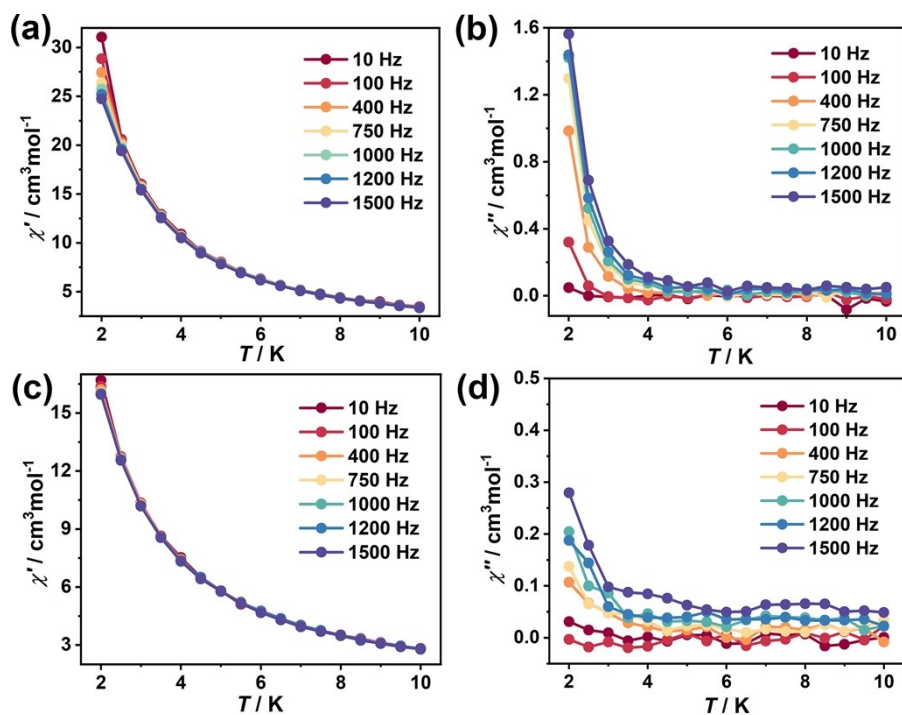 (a)
χ′ / cm³mol⁻¹
30
25
20
15
10
5
2 4 6 8 10
T / K
10 Hz
100 Hz
400 Hz
750 Hz
1000 Hz
1200 Hz
1500 Hz
(b)
χ″ / cm³mol⁻¹
1.6
1.2
0.8
0.4
0.0
2 4 6 8 10
T / K
10 Hz
100 Hz
400 Hz
750 Hz
1000 Hz
1200 Hz
1500 Hz
(c)
χ′ / cm³mol⁻¹
15
12
9
6
3
2 4 6 8 10
T / K
10 Hz
100 Hz
400 Hz
750 Hz
1000 Hz
1200 Hz
1500 Hz
(d)
χ″ / cm³mol⁻¹
0.5
0.4
0.3
0.2
0.1
0.0
2 4 6 8 10
T / K
10 Hz
100 Hz
400 Hz
750 Hz
1000 Hz
1200 Hz
1500 Hz